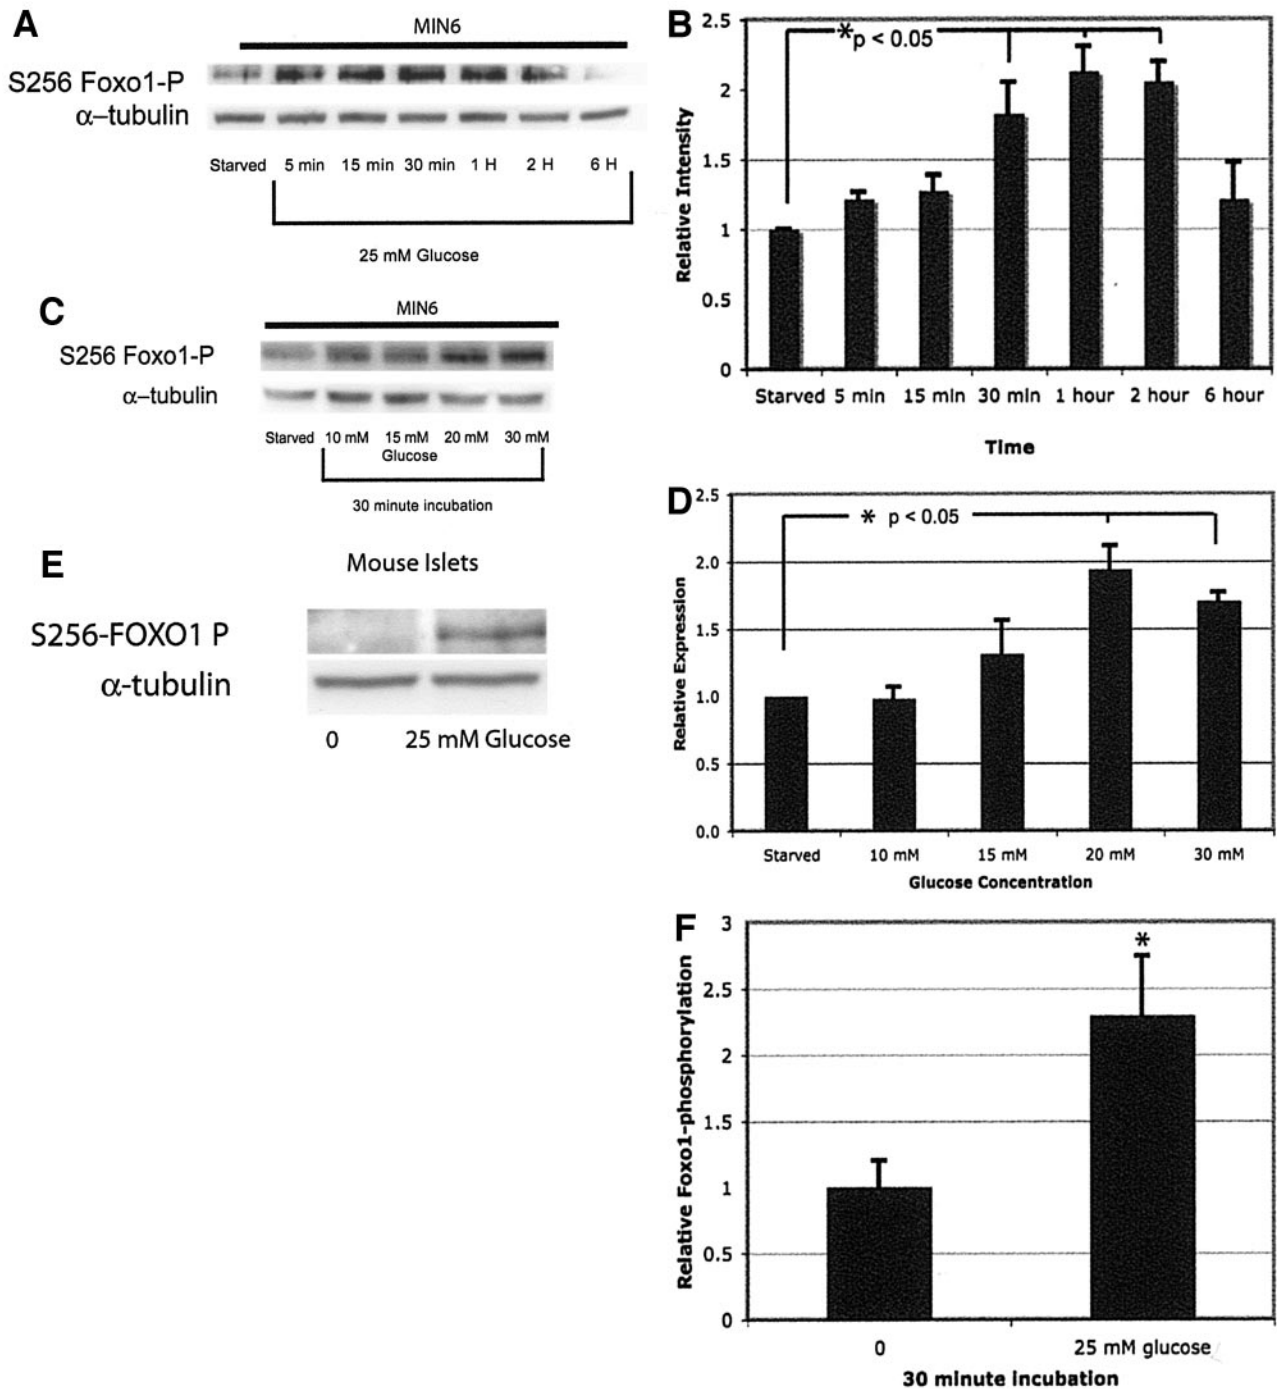 A
MIN6
S256 Foxo1-P
α–tubulin
Starved 5 min 15 min 30 min 1 H 2 H 6 H
25 mM Glucose
B
2.5
2
1.5
1
0.5
0
Relative Intensity
* p < 0.05
Starved 5 min 15 min 30 min 1 hour 2 hour 6 hour
Time
C
MIN6
S256 Foxo1-P
α–tubulin
Starved 10 mM 15 mM 20 mM 30 mM
Glucose
30 minute incubation
D
2.5
2.0
1.5
1.0
0.5
0.0
Relative Expression
* p < 0.05
Starved 10 mM 15 mM 20 mM 30 mM
Glucose Concentration
E
Mouse Islets
S256-FOXO1 P
α-tubulin
0 25 mM Glucose
F
3
2.5
2
1.5
1
0.5
0
Relative Foxo1-phosphorylation
*
0 25 mM glucose
30 minute incubation